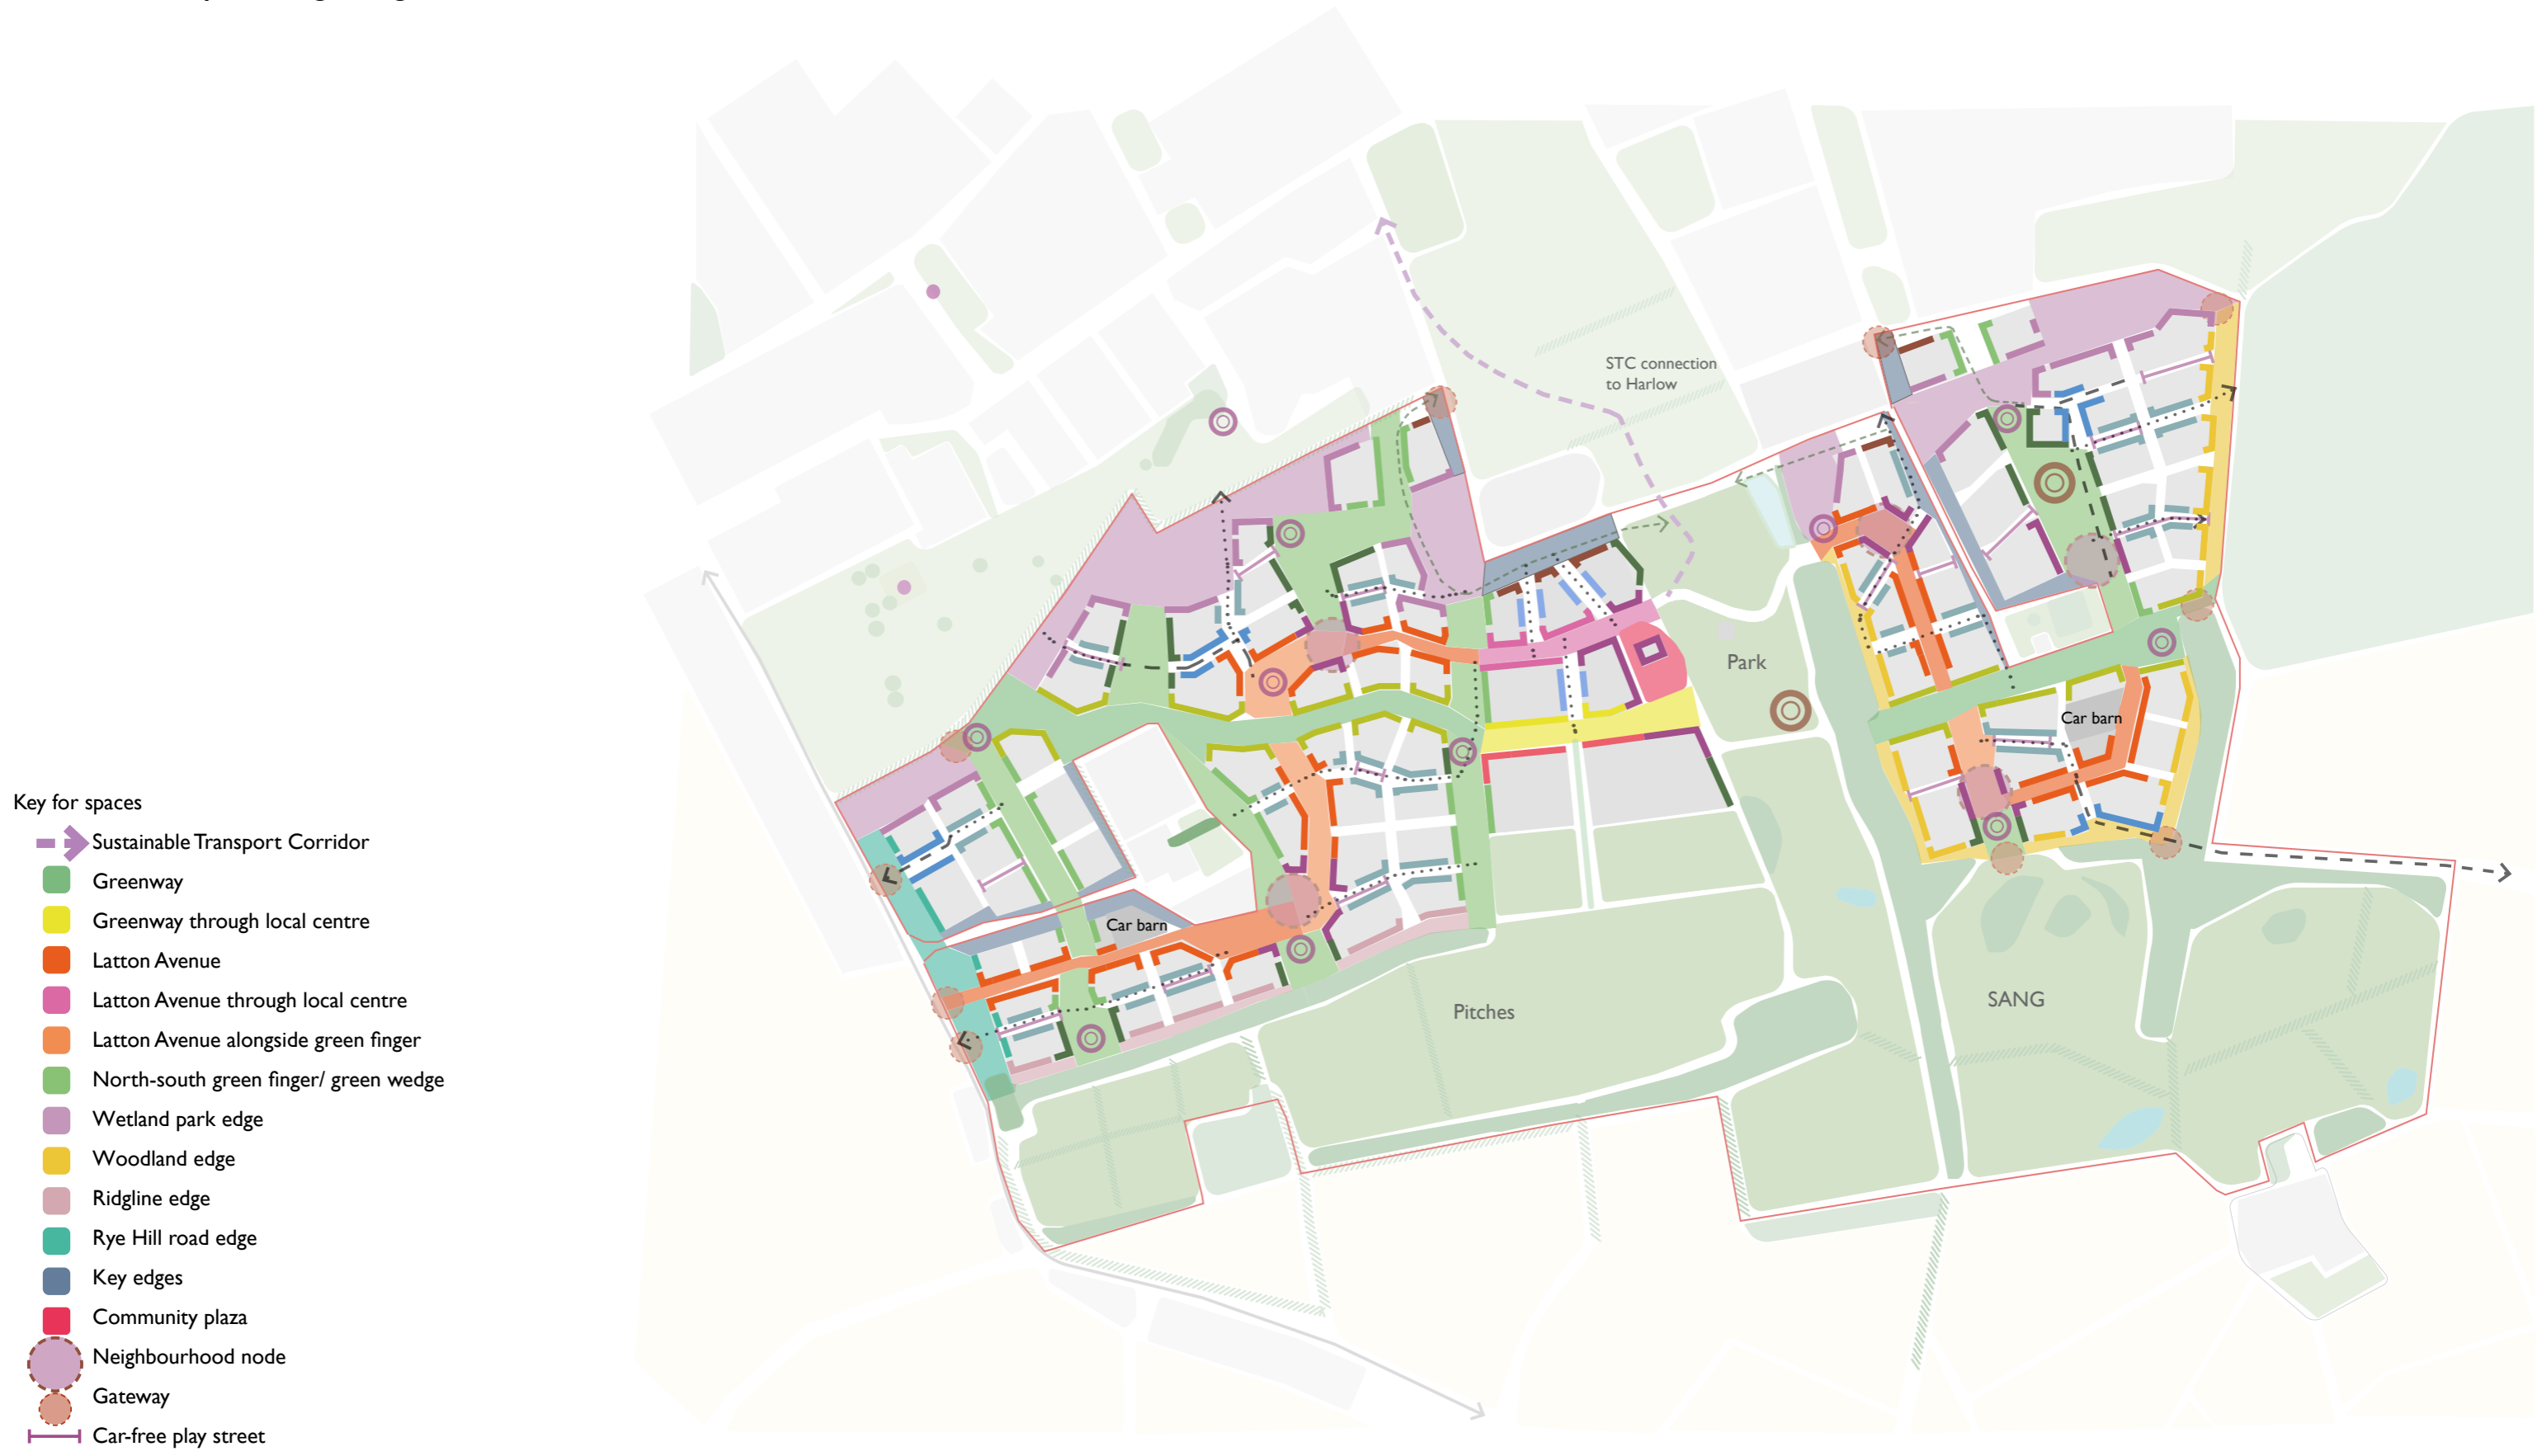 Key for spaces
Sustainable Transport Corridor
Greenway
Greenway through local centre
Latton Avenue
Latton Avenue through local centre
Latton Avenue alongside green finger
North-south green finger/ green wedge
Wetland park edge
Woodland edge
Ridgline edge
Rye Hill road edge
Key edges
Community plaza
Neighbourhood node
Gateway
Car-free play street
STC connection
to Harlow
Park
Car barn
Car barn
Pitches
SANG